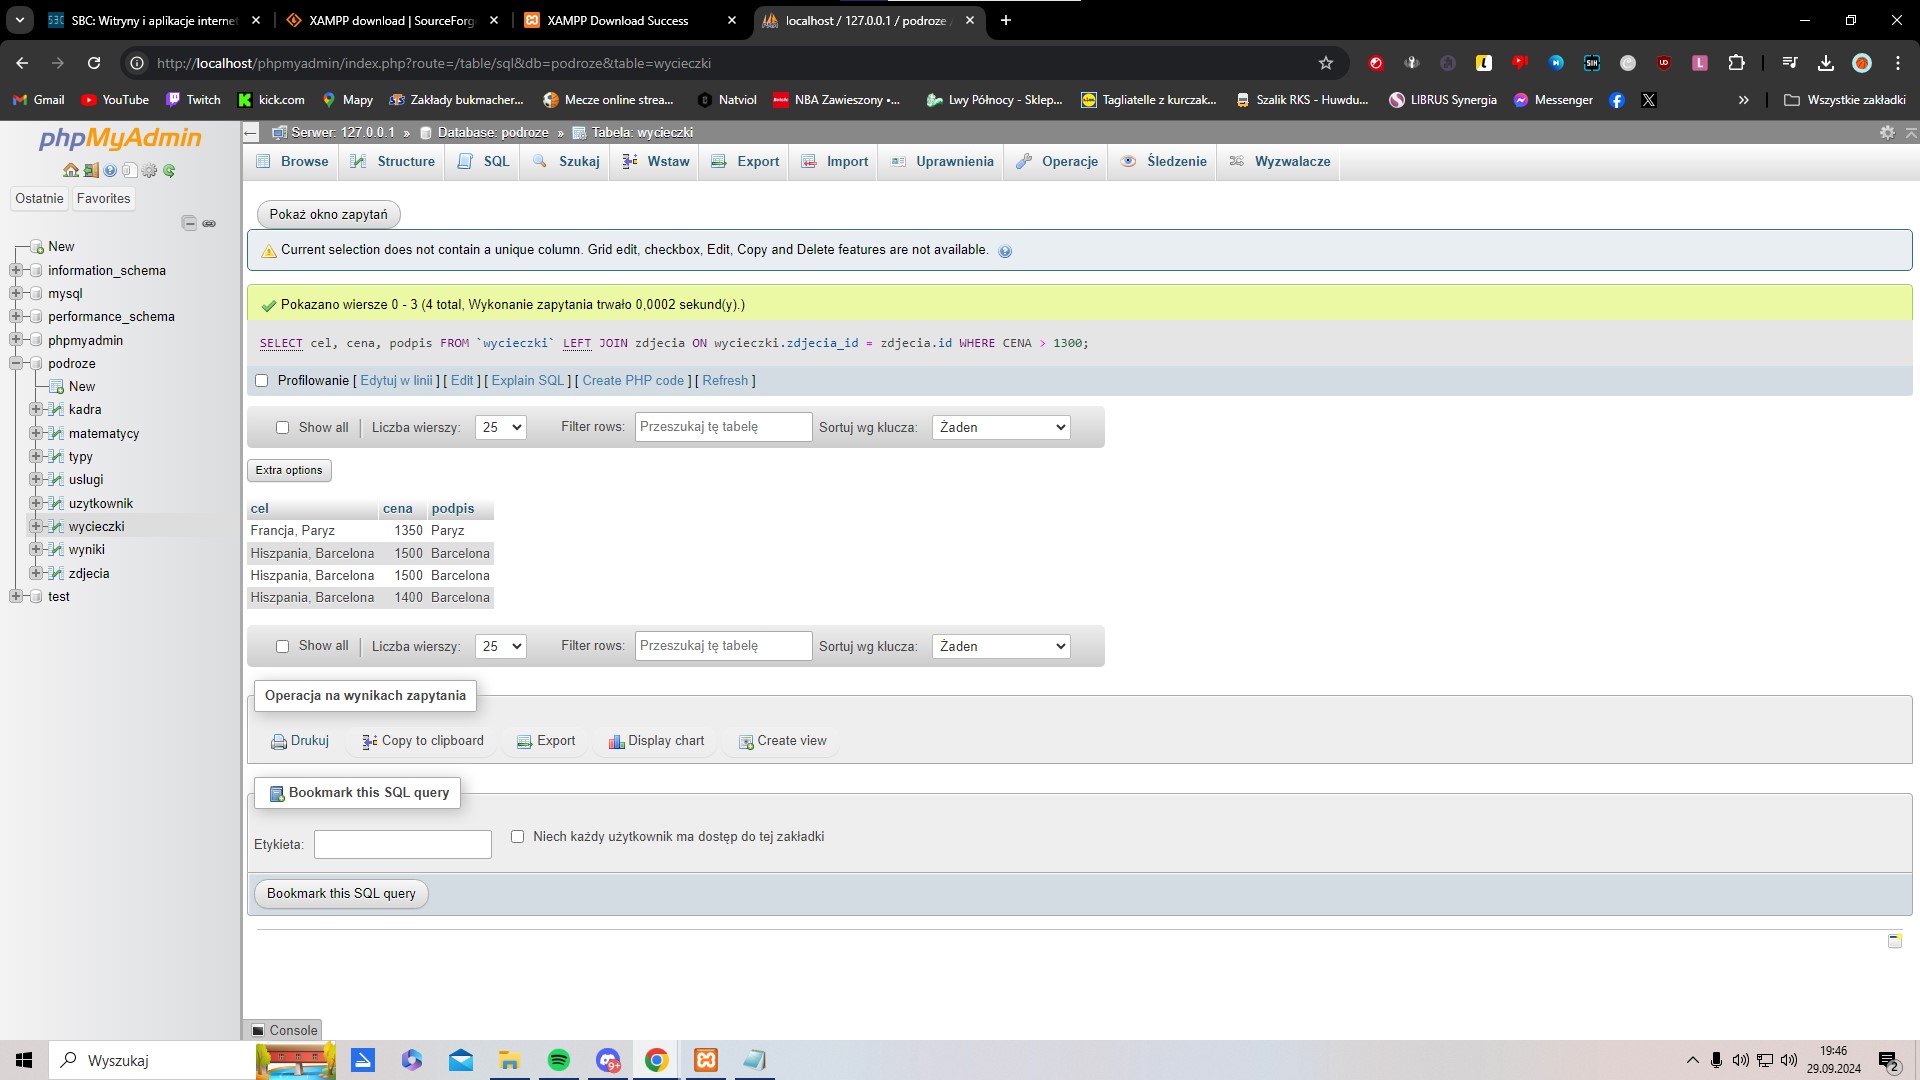 SBC: Witryny i aplikacje internet
XAMPP download | SourceForg
XAMPP Download Success
localhost / 127.0.0.1 / podroze /
http://localhost/phpmyadmin/index.php?route=/table/sql&db=podroze&table=wycieczki
Gmail YouTube Twitch kick.com Mapy Zakłady bukmacher... Mecze online strea... Natviol NBA Zawieszony •... Lwy Północy - Sklep... Tagliatelle z kurczak... Szalik RKS - Huwdu... LIBRUS Synergia Messenger » Wszystkie zakładki
phpMyAdmin
Ostatnie Favorites
New
information_schema
mysql
performance_schema
phpmyadmin
podroze
New
kadra
matematycy
typy
uslugi
uzytkownik
wycieczki
wyniki
zdjecia
test
Serwer: 127.0.0.1 » Database: podroze » Tabela: wycieczki
Browse Structure SQL Szukaj Wstaw Export Import Uprawnienia Operacje Śledzenie Wyzwalacze
Pokaż okno zapytań
Current selection does not contain a unique column. Grid edit, checkbox, Edit, Copy and Delete features are not available.
Pokazano wiersze 0 - 3 (4 total, Wykonanie zapytania trwało 0,0002 sekund(y).)
SELECT cel, cena, podpis FROM `wycieczki` LEFT JOIN zdjecia ON wycieczki.zdjecia_id = zdjecia.id WHERE CENA > 1300;
Profilowanie [ Edytuj w linii ] [ Edit ] [ Explain SQL ] [ Create PHP code ] [ Refresh ]
Show all | Liczba wierszy: 25 Filter rows: Przeszukaj tę tabelę Sortuj wg klucza: Żaden
Extra options
cel cena podpis
Francja, Paryz 1350 Paryz
Hiszpania, Barcelona 1500 Barcelona
Hiszpania, Barcelona 1500 Barcelona
Hiszpania, Barcelona 1400 Barcelona
Show all | Liczba wierszy: 25 Filter rows: Przeszukaj tę tabelę Sortuj wg klucza: Żaden
Operacja na wynikach zapytania
Drukuj Copy to clipboard Export Display chart Create view
Bookmark this SQL query
Etykieta: Niech każdy użytkownik ma dostęp do tej zakładki
Bookmark this SQL query
Console
Wyszukaj
9+
19:46
29.09.2024
2